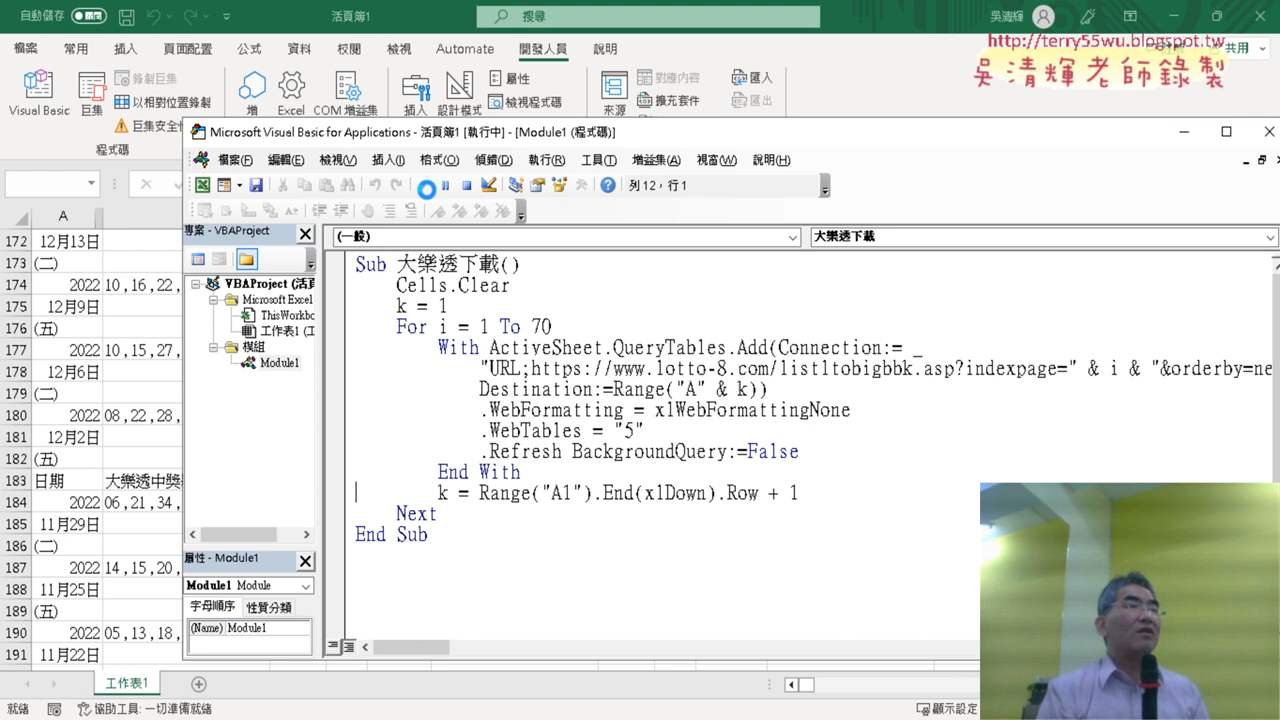 自動儲存
活頁簿1
搜尋
吳清輝
http://terry55wu.blogspot.tw
吳清輝老師錄製
檔案 常用 插入 頁面配置 公式 資料 校閱 檢視 Automate 開發人員 說明
共用
Visual Basic
巨集
錄製巨集
以相對位置錄製
巨集安全
程式碼
增
Excel
COM 增益集
插入
設計模式
屬性
檢視程式碼
來源
對應內容
擴充套件
匯入
匯出
Microsoft Visual Basic for Applications - 活頁簿1 [執行中] - [Module1 (程式碼)]
檔案(F) 編輯(E) 檢視(V) 插入(I) 格式(O) 偵錯(D) 執行(R) 工具(T) 增益集(A) 視窗(W) 說明(H)
列 12，行 1
專案 - VBAProject
VBAProject (活頁
Microsoft Excel
ThisWorkbo
工作表1 (工
模組
Module1
屬性 - Module1
Module1 Module
字母順序 性質分類
(Name) Module1
(一般)
大樂透下載
Sub 大樂透下載()
Cells.Clear
k = 1
For i = 1 To 70
With ActiveSheet.QueryTables.Add(Connection:= _
"URL;https://www.lotto-8.com/listltobigbbk.asp?indexpage=" & i & "&orderby=ne
Destination:=Range("A" & k))
.WebFormatting = xlWebFormattingNone
.WebTables = "5"
.Refresh BackgroundQuery:=False
End With
k = Range("A1").End(xlDown).Row + 1
Next
End Sub
A
172 12月13日
173 (二)
174 2022 10,16,22,
175 12月9日
176 (五)
177 2022 10,15,27,
178 12月6日
179 (二)
180 2022 08,22,28,
181 12月2日
182 (五)
183 日期 大樂透中獎
184 2022 06,21,34,
185 11月29日
186 (二)
187 2022 14,15,20,
188 11月25日
189 (五)
190 2022 05,13,18,
191 11月22日
工作表1
就緒
協助工具: 一切準備就緒
顯示設定